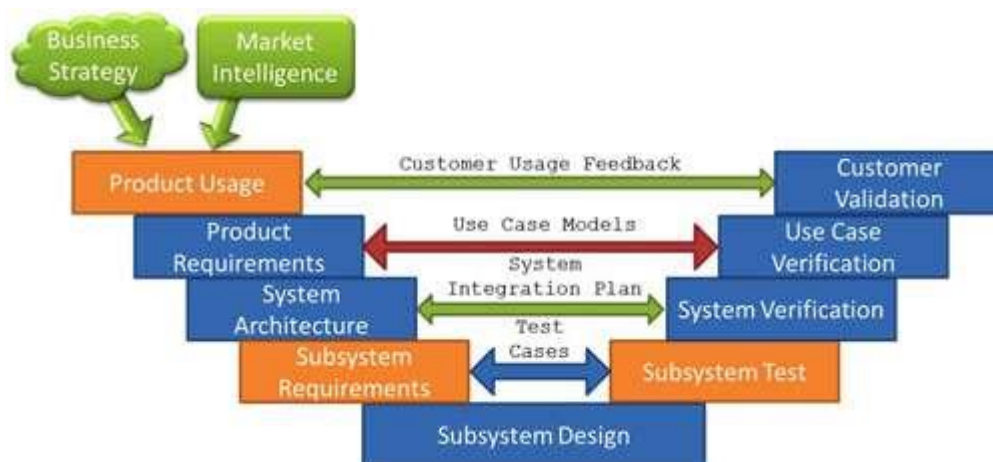 Business
Strategy
Market
Intelligence
Product Usage
Customer Usage Feedback
Customer
Validation
Product
Requirements
Use Case Models
Use Case
Verification
System
Architecture
System
Integration Plan
System Verification
Subsystem
Requirements
Test
Cases
Subsystem Test
Subsystem Design